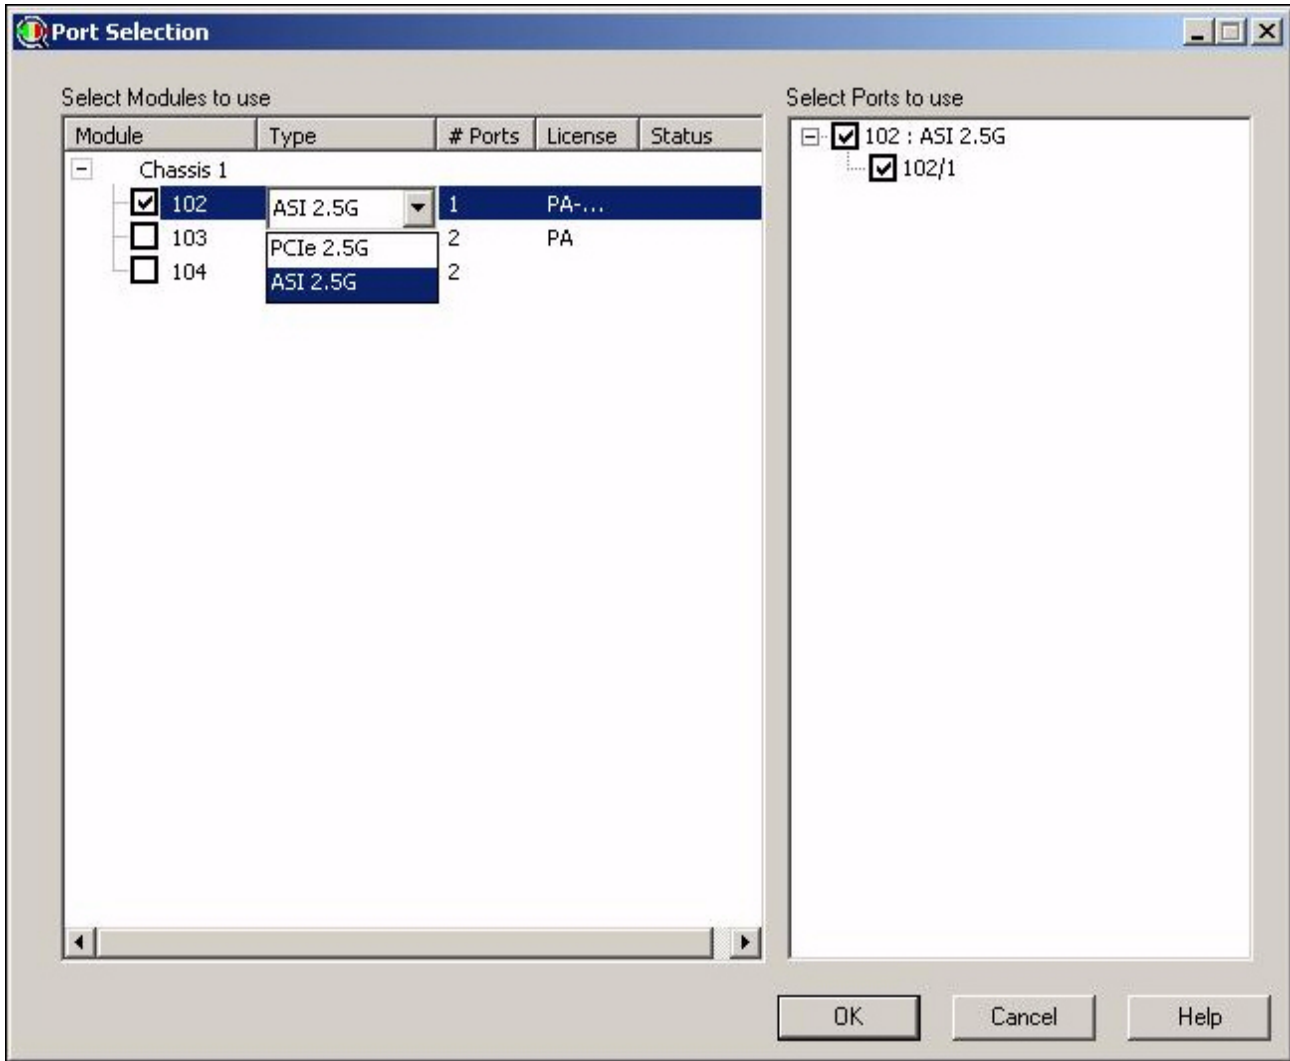 Port Selection
Select Modules to use
Module Type # Ports License Status
Chassis 1
102 ASI 2.5G 1 PA-...
103 PCIe 2.5G 2 PA
104 ASI 2.5G 2
Select Ports to use
102 : ASI 2.5G
102/1
OK Cancel Help